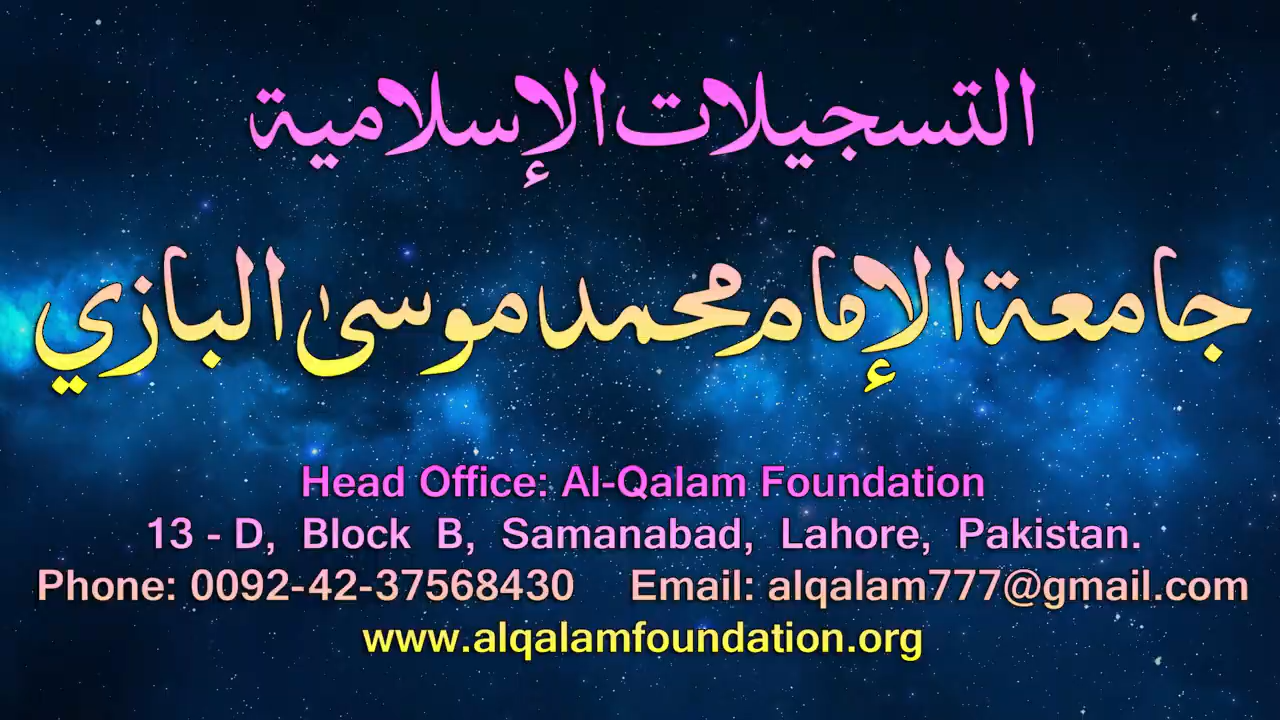 التسجيلات الإسلامية
جامعة الإمام محمد موسىٰ البازي
Head Office: Al-Qalam Foundation
13 - D, Block B, Samanabad, Lahore, Pakistan.
Phone: 0092-42-37568430 Email: alqalam777@gmail.com
www.alqalamfoundation.org